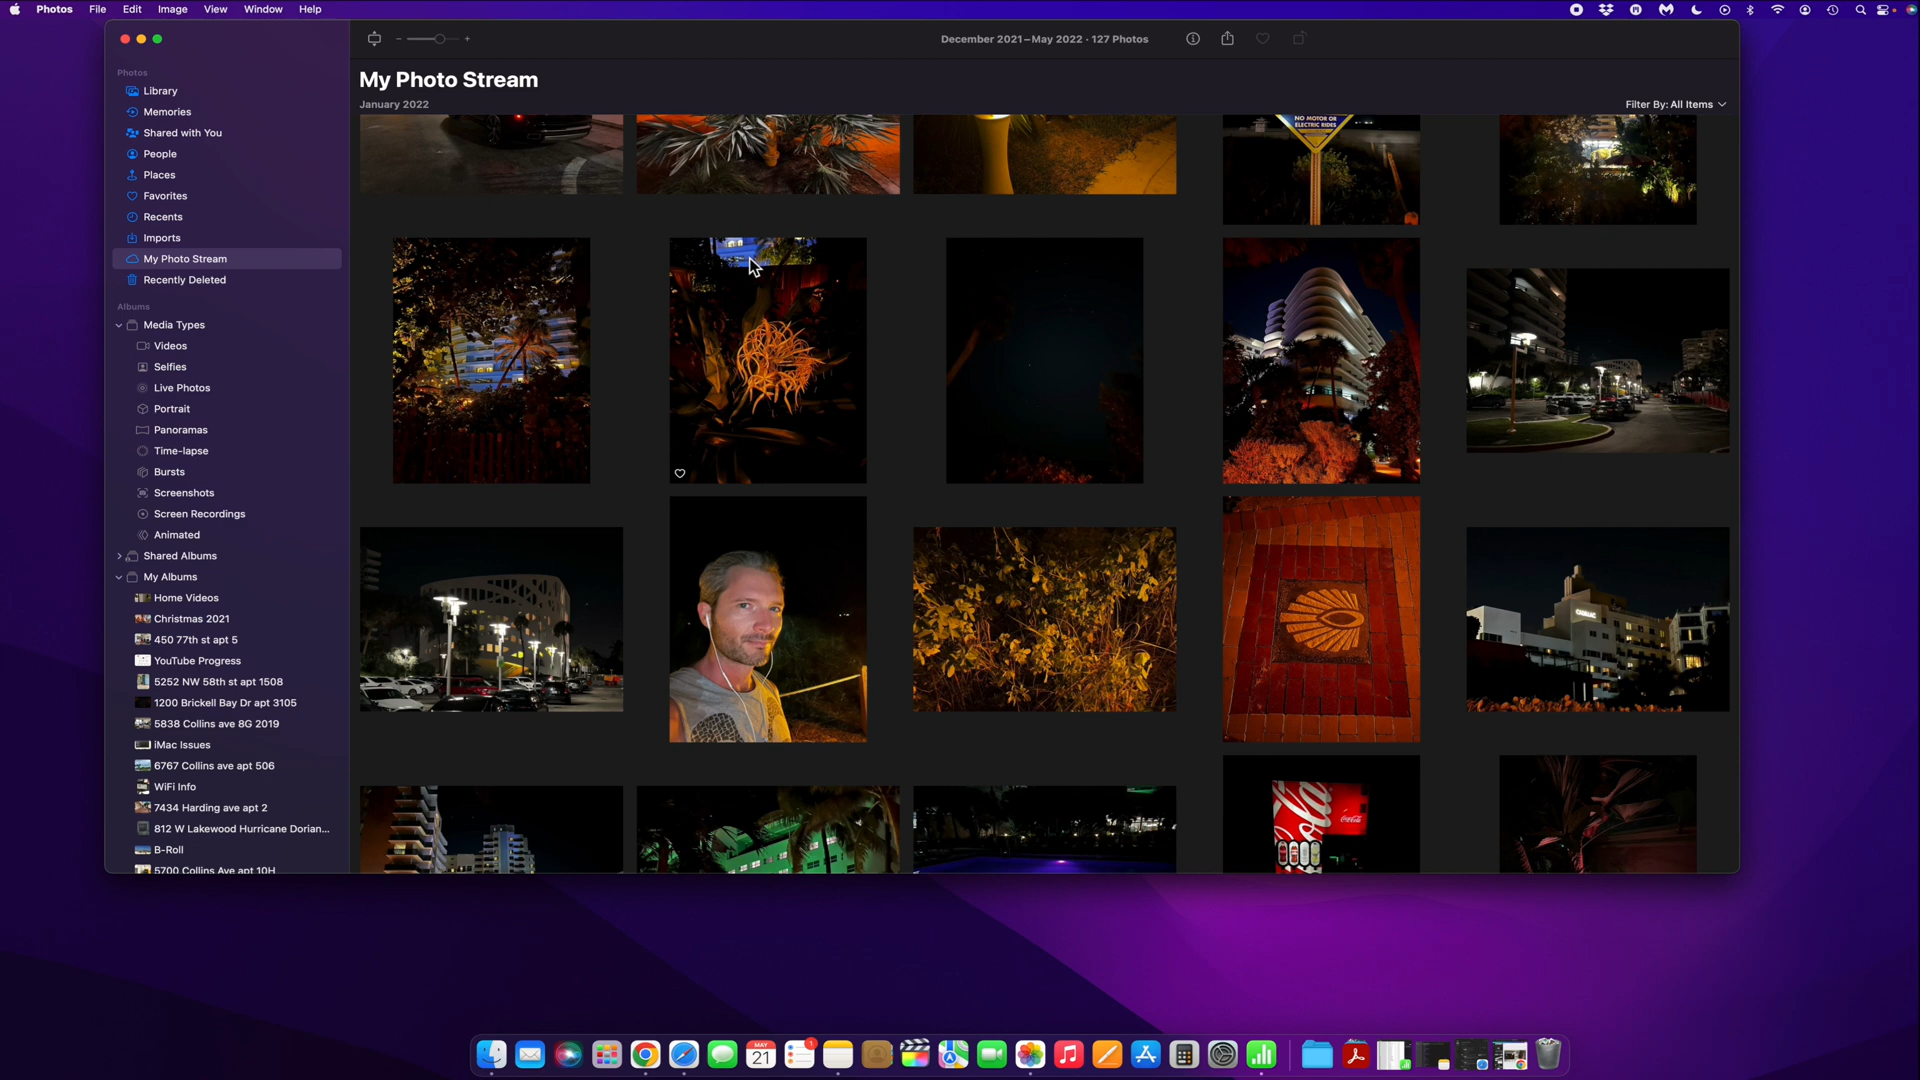 Photos File Edit Image View Window Help
December 2021–May 2022 · 127 Photos
My Photo Stream
January 2022
Filter By: All Items
Photos
Library
Memories
Shared with You
People
Places
Favorites
Recents
Imports
My Photo Stream
Recently Deleted
Albums
Media Types
Videos
Selfies
Live Photos
Portrait
Panoramas
Time-lapse
Bursts
Screenshots
Screen Recordings
Animated
Shared Albums
My Albums
Home Videos
Christmas 2021
450 77th st apt 5
YouTube Progress
5252 NW 58th st apt 1508
1200 Brickell Bay Dr apt 3105
5838 Collins ave 8G 2019
iMac Issues
6767 Collins ave apt 506
WiFi Info
7434 Harding ave apt 2
812 W Lakewood Hurricane Dorian...
B-Roll
5700 Collins Ave apt 10H
NO MOTOR OR
ELECTRIC RIDES
CADILLAC
Cola
Coca-Cola
MAY
21
1